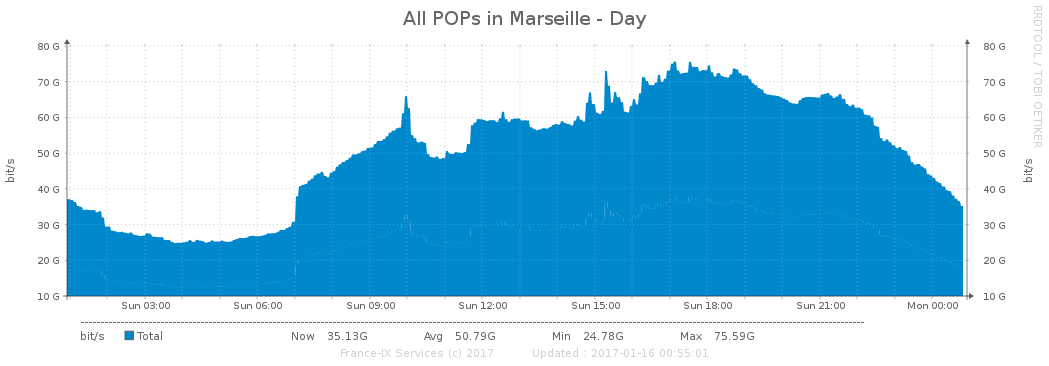 All POPs in Marseille - Day
RRDTOOL / TOBI OETIKER
80 G 80 G
70 G 70 G
60 G 60 G
50 G 50 G
40 G 40 G
30 G 30 G
20 G 20 G
10 G 10 G
bit/s
bit/s
Sun 03:00 Sun 06:00 Sun 09:00 Sun 12:00 Sun 15:00 Sun 18:00 Sun 21:00 Mon 00:00
bit/s Total Now 35.13G Avg 50.79G Min 24.78G Max 75.59G
France-IX Services (c) 2017 Updated : 2017-01-16 00:55:01